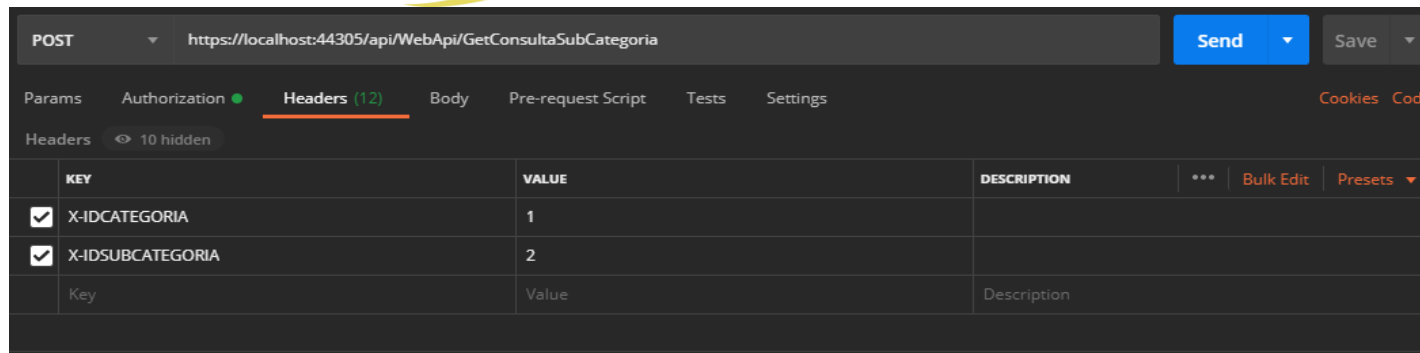 POST https://localhost:44305/api/WebApi/GetConsultaSubCategoria Send Save
Params Authorization Headers (12) Body Pre-request Script Tests Settings Cookies Cod
Headers 10 hidden
KEY VALUE DESCRIPTION ••• Bulk Edit Presets
X-IDCATEGORIA 1
X-IDSUBCATEGORIA 2
Key Value Description